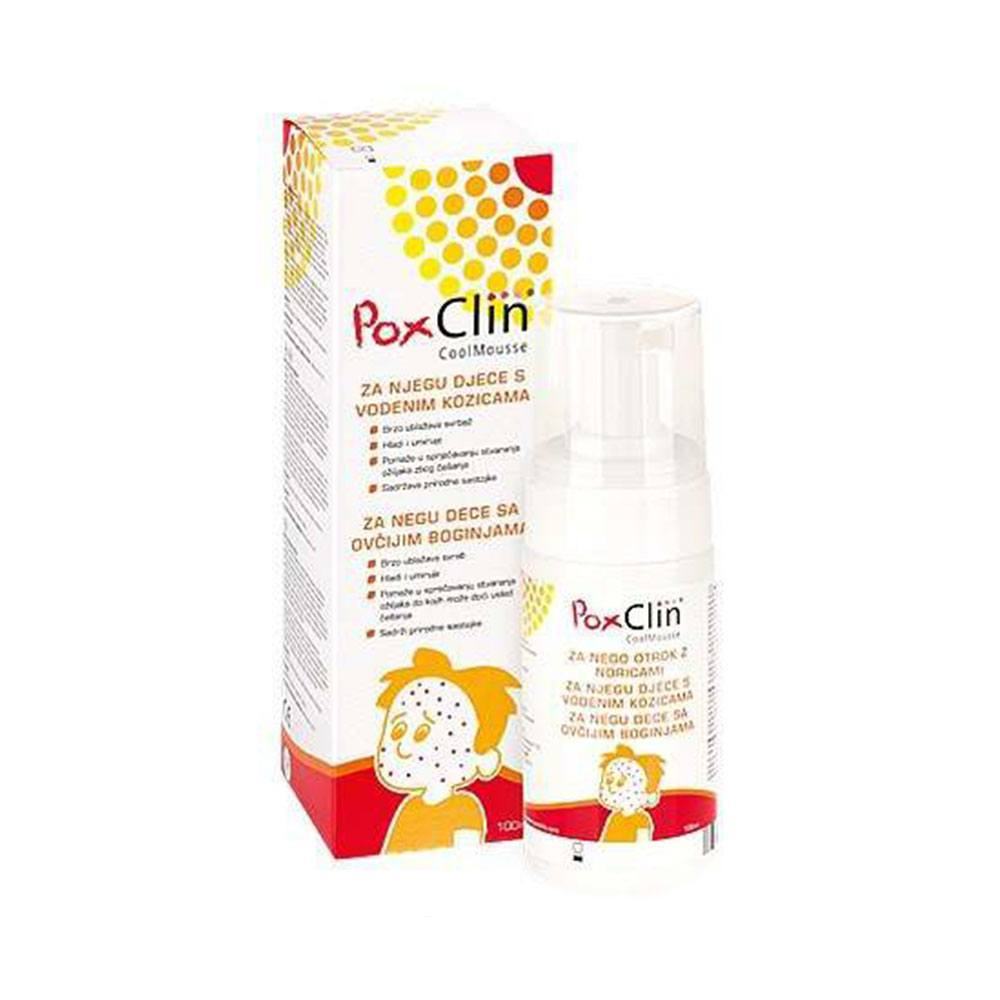 PoxClin
CoolMousse
ZA NJEGU DJECE S
VODENIM KOZICAMA
Brzo ublažava svrbež
Hladi i umiruje
Pomaže u sprječavanju stvaranja
ožiljaka zbog češanja
Sadržava prirodne sastojke
ZA NEGU DECE SA
OVČIJIM BOGINJAMA
Brzo ublažava svrab
Hladi i umiruje
Pomaže u sprečavanju stvaranja
ožiljaka do kojih može doći usled
češanja
Sadrži prirodne sastojke
100
PoxClin
CoolMousse
ZA NEGO OTROK Z
NORICAMI
ZA NJEGU DJECE S
VODENIM KOZICAMA
ZA NEGU DECE SA
OVČIJIM BOGINJAMA